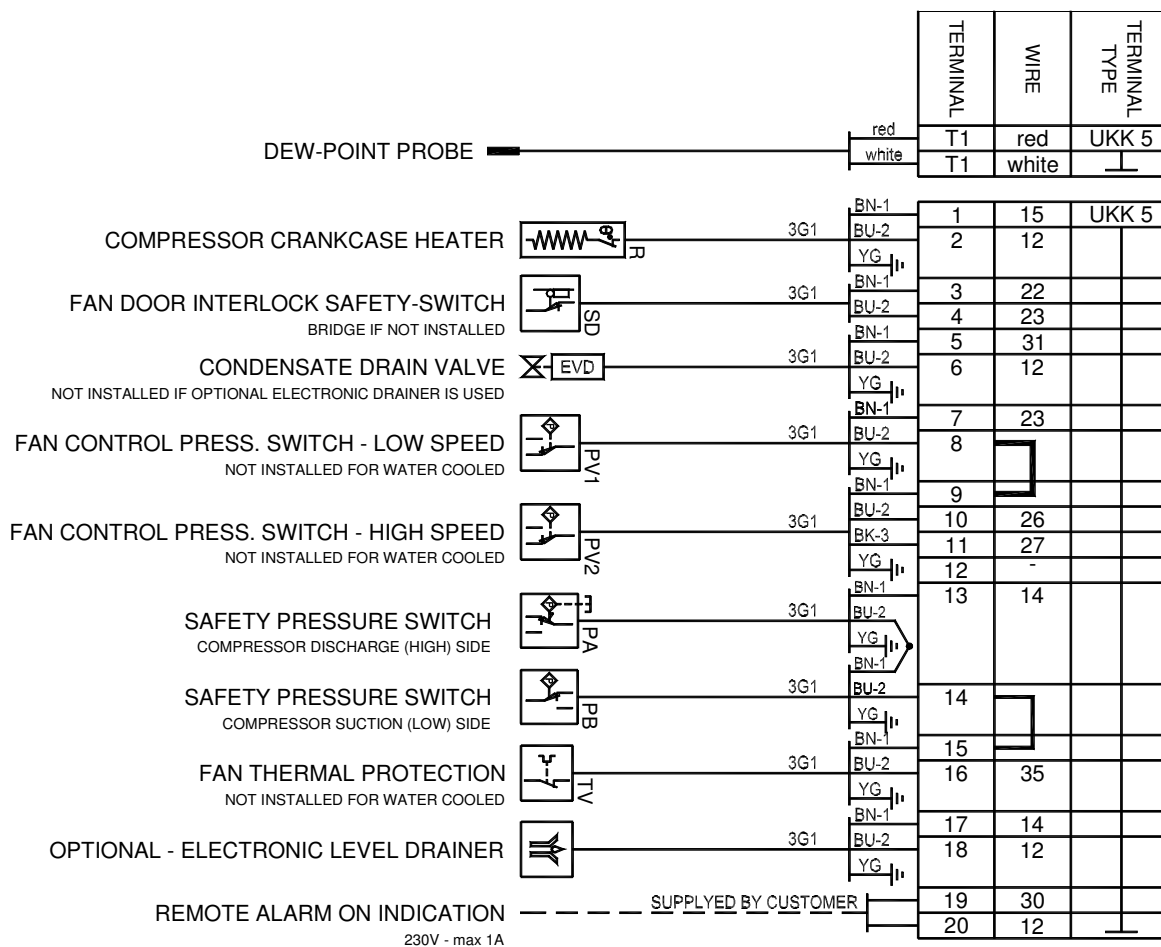 TERMINAL WIRE TERMINAL TYPE
DEW-POINT PROBE red T1 red UKK 5
white T1 white
COMPRESSOR CRANKCASE HEATER R 3G1 BN-1 1 15 UKK 5
BU-2 2 12
YG
FAN DOOR INTERLOCK SAFETY-SWITCH SD 3G1 BN-1 3 22
BRIDGE IF NOT INSTALLED BU-2 4 23
CONDENSATE DRAIN VALVE EVD 3G1 BN-1 5 31
NOT INSTALLED IF OPTIONAL ELECTRONIC DRAINER IS USED BU-2 6 12
YG
FAN CONTROL PRESS. SWITCH - LOW SPEED PV1 3G1 BN-1 7 23
NOT INSTALLED FOR WATER COOLED BU-2 8
YG
FAN CONTROL PRESS. SWITCH - HIGH SPEED PV2 3G1 BN-1 9
NOT INSTALLED FOR WATER COOLED BU-2 10 26
BK-3 11 27
YG 12 -
SAFETY PRESSURE SWITCH PA 3G1 BN-1 13 14
COMPRESSOR DISCHARGE (HIGH) SIDE BU-2
YG
SAFETY PRESSURE SWITCH PB 3G1 BN-1
COMPRESSOR SUCTION (LOW) SIDE BU-2 14
YG
FAN THERMAL PROTECTION TV 3G1 BN-1 15
NOT INSTALLED FOR WATER COOLED BU-2 16 35
YG
OPTIONAL - ELECTRONIC LEVEL DRAINER 3G1 BN-1 17 14
BU-2 18 12
YG
REMOTE ALARM ON INDICATION SUPPLYED BY CUSTOMER 19 30
230V - max 1A 20 12